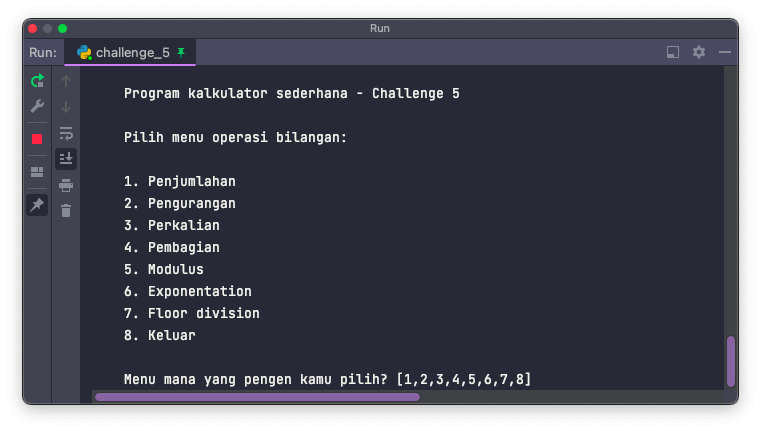 Run
Run:
challenge_5
Program kalkulator sederhana - Challenge 5
Pilih menu operasi bilangan:
1. Penjumlahan
2. Pengurangan
3. Perkalian
4. Pembagian
5. Modulus
6. Exponentation
7. Floor division
8. Keluar
Menu mana yang pengen kamu pilih? [1,2,3,4,5,6,7,8]